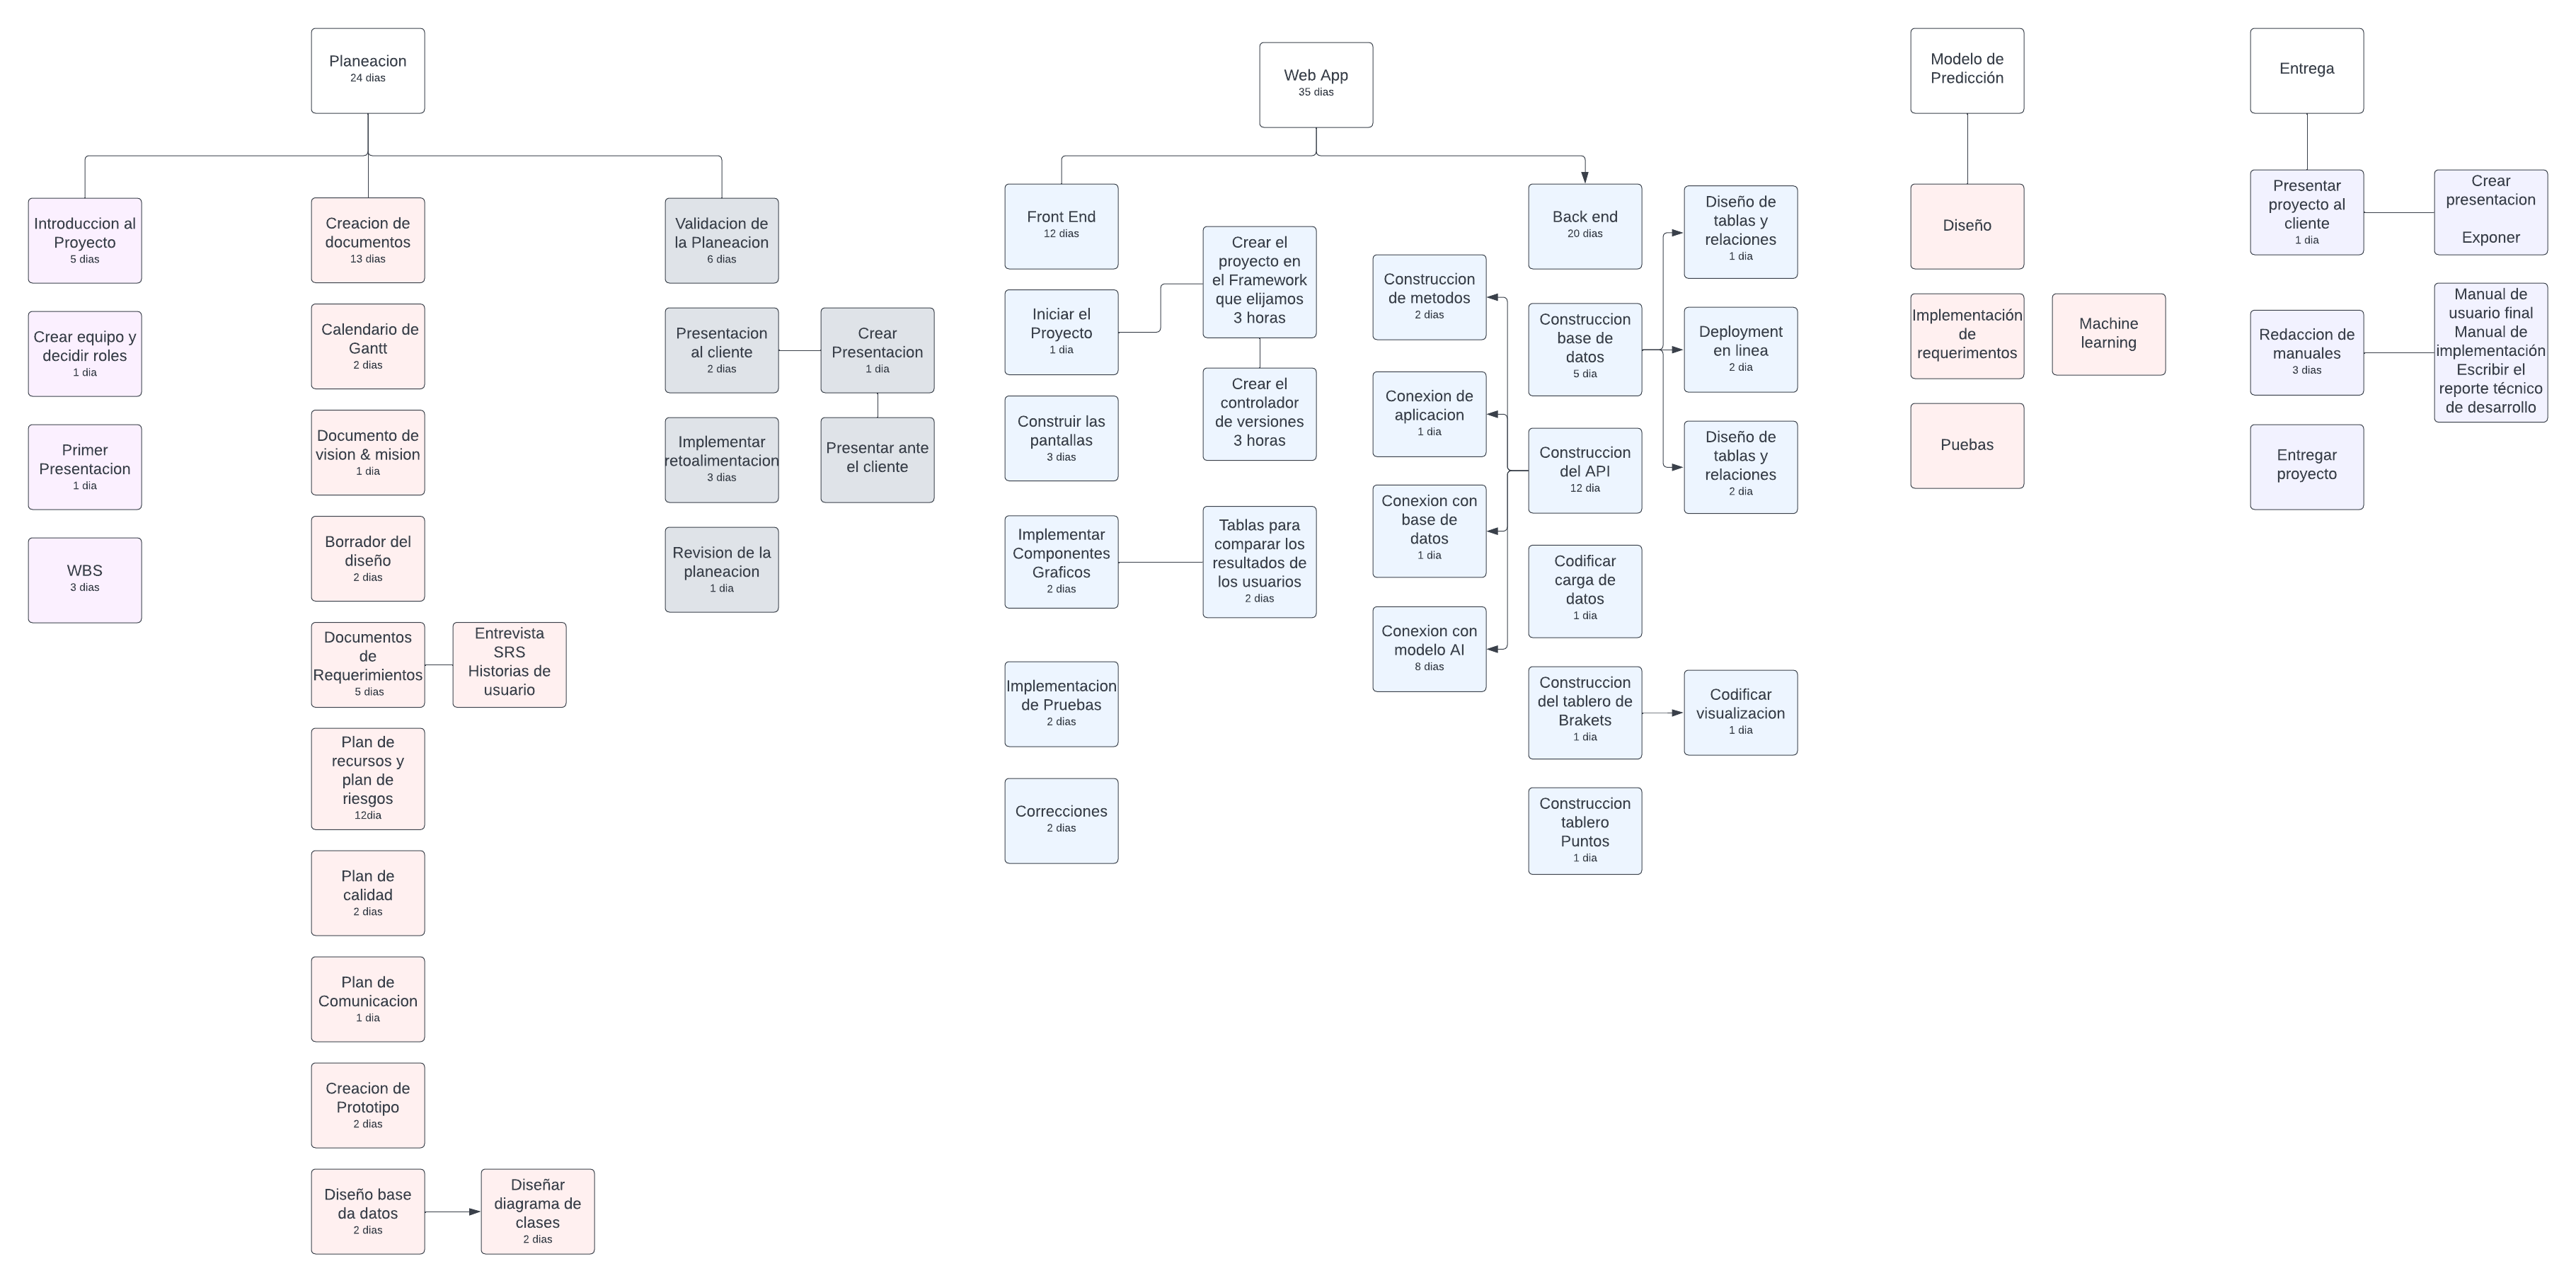 Planeacion
24 dias
Introduccion al
Proyecto
5 dias
Crear equipo y
decidir roles
1 dia
Primer
Presentacion
1 dia
WBS
3 dias
Creacion de
documentos
13 dias
Calendario de
Gantt
2 dias
Documento de
vision & mision
1 dia
Borrador del
diseño
2 dias
Documentos
de
Requerimientos
5 dias
Entrevista
SRS
Historias de
usuario
Plan de
recursos y
plan de
riesgos
12dia
Plan de
calidad
2 dias
Plan de
Comunicacion
1 dia
Creacion de
Prototipo
2 dias
Diseño base
da datos
2 dias
Diseñar
diagrama de
clases
2 dias
Validacion de
la Planeacion
6 dias
Presentacion
al cliente
2 dias
Crear
Presentacion
1 dia
Presentar ante
el cliente
Implementar
retoalimentacion
3 dias
Revision de la
planeacion
1 dia
Web App
35 dias
Front End
12 dias
Iniciar el
Proyecto
1 dia
Crear el
proyecto en
el Framework
que elijamos
3 horas
Crear el
controlador
de versiones
3 horas
Construir las
pantallas
3 dias
Implementar
Componentes
Graficos
2 dias
Tablas para
comparar los
resultados de
los usuarios
2 dias
Implementacion
de Pruebas
2 dias
Correcciones
2 dias
Back end
20 dias
Construccion
base de
datos
5 dia
Diseño de
tablas y
relaciones
1 dia
Deployment
en linea
2 dia
Diseño de
tablas y
relaciones
2 dia
Construccion
del API
12 dia
Construccion
de metodos
2 dias
Conexion de
aplicacion
1 dia
Conexion con
base de
datos
1 dia
Conexion con
modelo AI
8 dias
Codificar
carga de
datos
1 dia
Construccion
del tablero de
Brakets
1 dia
Codificar
visualizacion
1 dia
Construccion
tablero
Puntos
1 dia
Modelo de
Predicción
Diseño
Implementación
de
requerimentos
Machine
learning
Puebas
Entrega
Presentar
proyecto al
cliente
1 dia
Crear
presentacion
Exponer
Redaccion de
manuales
3 dias
Manual de
usuario final
Manual de
implementación
Escribir el
reporte técnico
de desarrollo
Entregar
proyecto